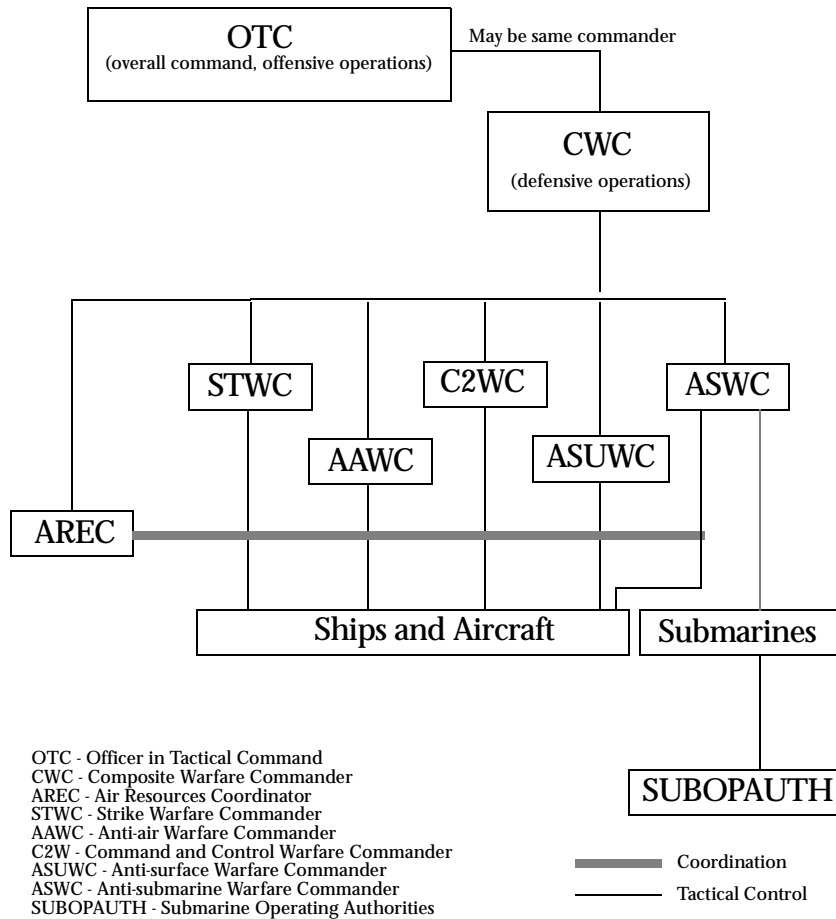 OTC
(overall command, offensive operations)
May be same commander
CWC
(defensive operations)
STWC
C2WC
ASWC
AAWC
ASUWC
AREC
Ships and Aircraft
Submarines
SUBOPAUTH
OTC - Officer in Tactical Command
CWC - Composite Warfare Commander
AREC - Air Resources Coordinator
STWC - Strike Warfare Commander
AAWC - Anti-air Warfare Commander
C2W - Command and Control Warfare Commander
ASUWC - Anti-surface Warfare Commander
ASWC - Anti-submarine Warfare Commander
SUBOPAUTH - Submarine Operating Authorities
Coordination
Tactical Control